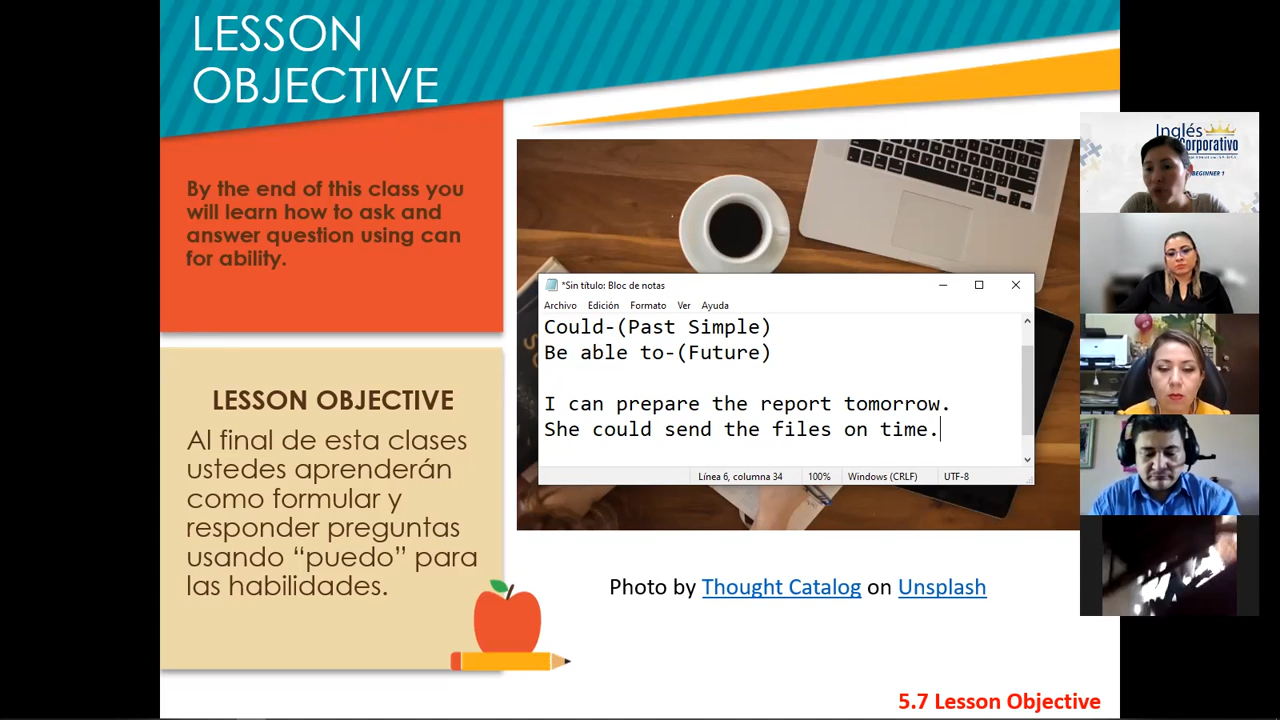 LESSON
OBJECTIVE
By the end of this class you
will learn how to ask and
answer question using can
for ability.
LESSON OBJECTIVE
Al final de esta clases
ustedes aprenderán
como formular y
responder preguntas
usando “puedo” para
las habilidades.
*Sin título: Bloc de notas
Archivo Edición Formato Ver Ayuda
Could-(Past Simple)
Be able to-(Future)
I can prepare the report tomorrow.
She could send the files on time.
Línea 6, columna 34 100% Windows (CRLF) UTF-8
Photo by Thought Catalog on Unsplash
5.7 Lesson Objective
Inglés
Corporativo
BEGINNER 1